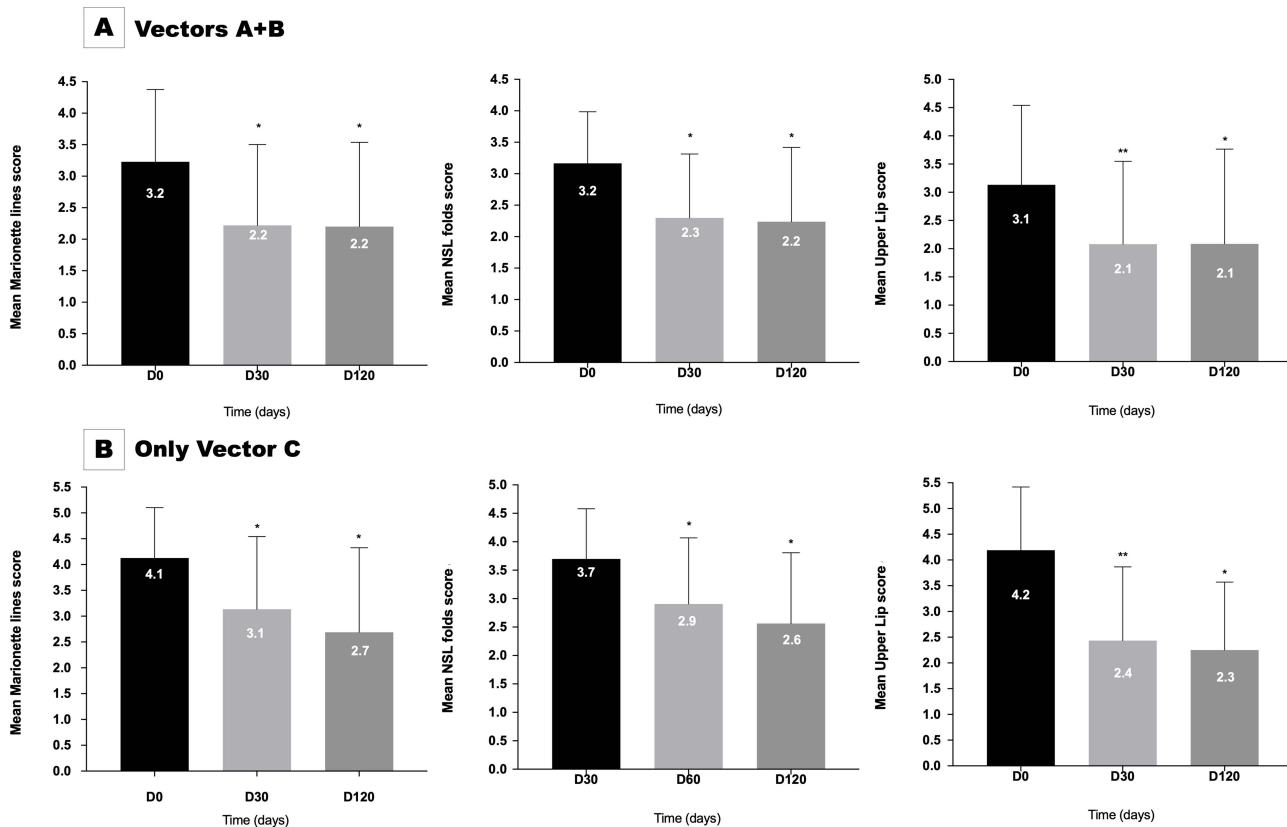 A Vectors A+B
Mean Marionette lines score
4.5
4.0
3.5
3.0
2.5
2.0
1.5
1.0
0.5
0.0
* *
3.2 2.2 2.2
D0 D30 D120
Time (days)
Mean NSL folds score
4.5
4.0
3.5
3.0
2.5
2.0
1.5
1.0
0.5
0.0
* *
3.2 2.3 2.2
D0 D30 D120
Time (days)
Mean Upper Lip score
5.0
4.5
4.0
3.5
3.0
2.5
2.0
1.5
1.0
0.5
0.0
** *
3.1 2.1 2.1
D0 D30 D120
Time (days)
B Only Vector C
Mean Marionette lines score
5.5
5.0
4.5
4.0
3.5
3.0
2.5
2.0
1.5
1.0
0.5
0.0
* *
4.1 3.1 2.7
D0 D30 D120
Time (days)
Mean NSL folds score
5.0
4.5
4.0
3.5
3.0
2.5
2.0
1.5
1.0
0.5
0.0
* *
3.7 2.9 2.6
D30 D60 D120
Time (days)
Mean Upper Lip score
5.5
5.0
4.5
4.0
3.5
3.0
2.5
2.0
1.5
1.0
0.5
0.0
** *
4.2 2.4 2.3
D0 D30 D120
Time (days)